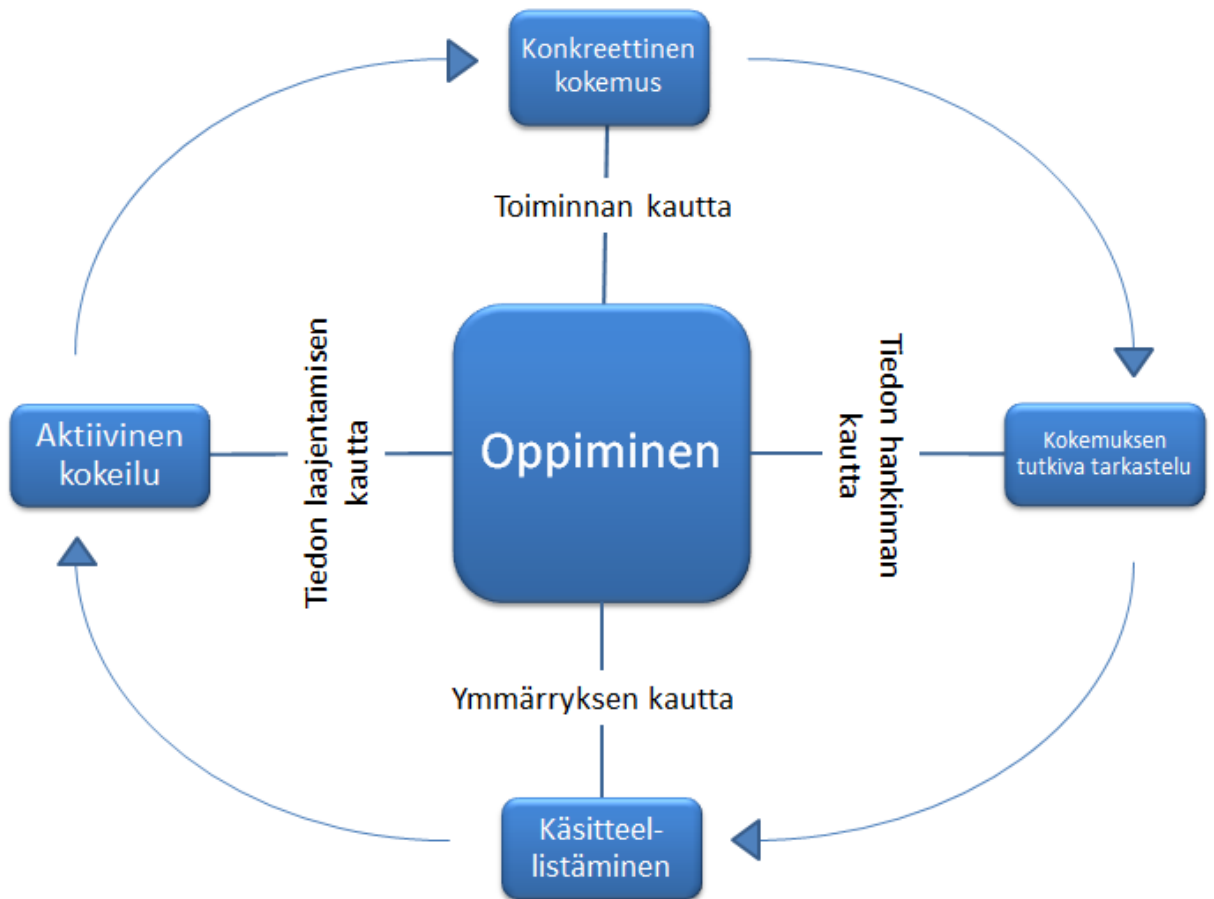 Konkreettinen
kokemus
Toiminnan kautta
Tiedon laajentamisen
kautta
Aktiivinen
kokeilu
Oppiminen
Tiedon hankinnan
kautta
Kokemuksen
tutkiva tarkastelu
Ymmärryksen kautta
Käsitteel-
listäminen